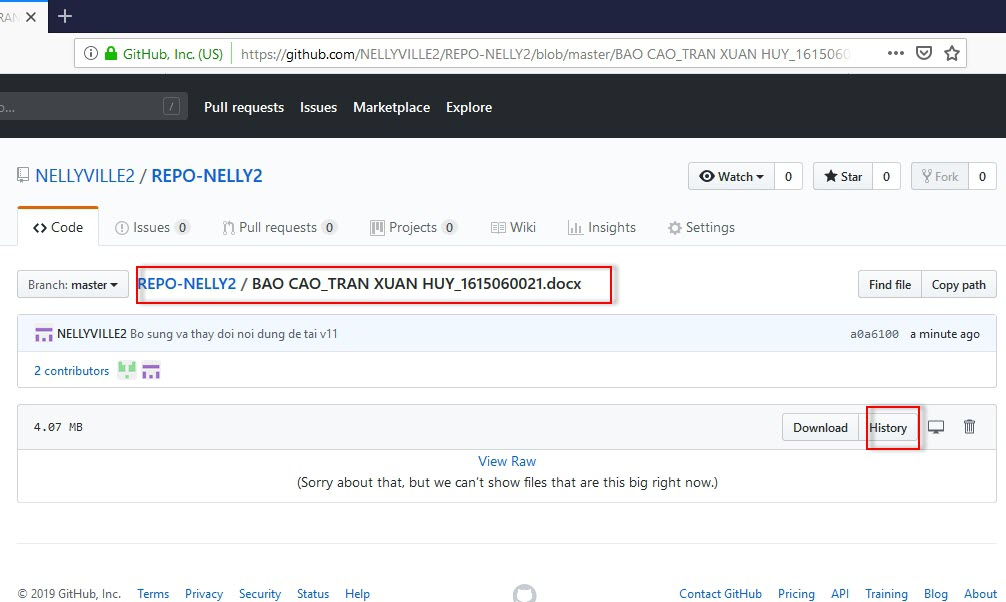 RAN
GitHub, Inc. (US) https://github.com/NELLYVILLE2/REPO-NELLY2/blob/master/BAO CAO_TRAN XUAN HUY_161506
o... / Pull requests Issues Marketplace Explore
NELLYVILLE2 / REPO-NELLY2 Watch 0 Star 0 Fork 0
Code Issues 0 Pull requests 0 Projects 0 Wiki Insights Settings
Branch: master REPO-NELLY2 / BAO CAO_TRAN XUAN HUY_1615060021.docx Find file Copy path
NELLYVILLE2 Bo sung va thay doi noi dung de tai v11 a0a6100 a minute ago
2 contributors
4.07 MB Download History
View Raw
(Sorry about that, but we can't show files that are this big right now.)
© 2019 GitHub, Inc. Terms Privacy Security Status Help Contact GitHub Pricing API Training Blog About